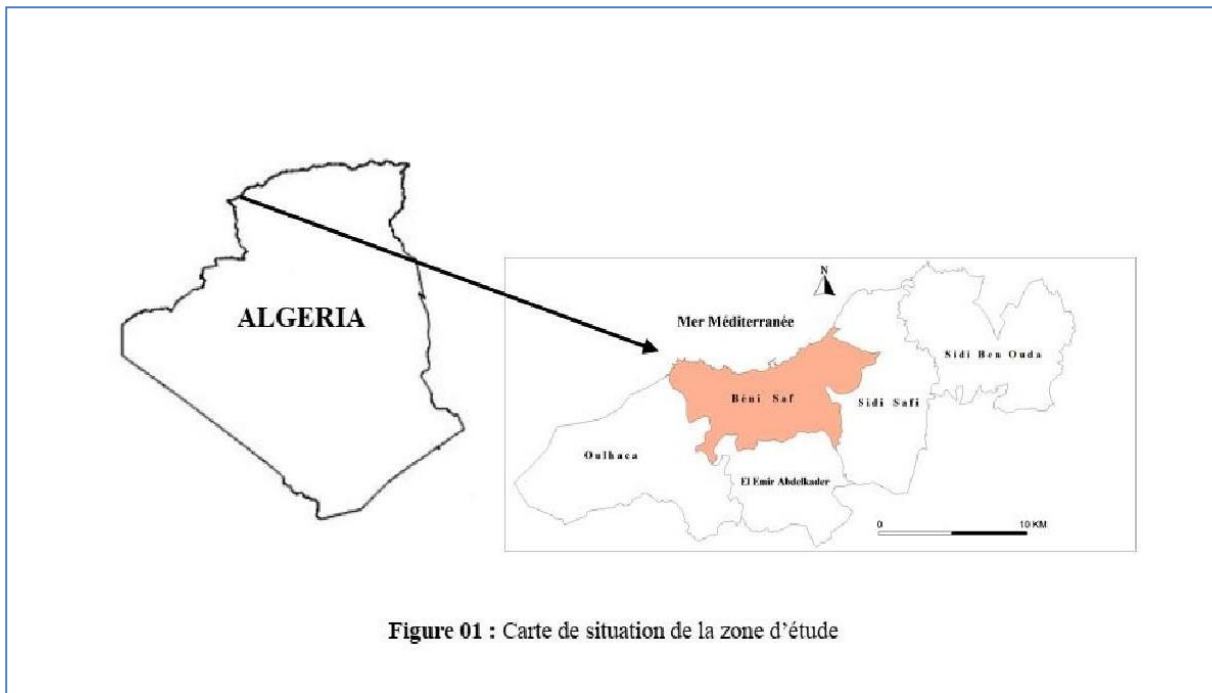 ALGERIA
N
Mer Méditerranée
Sidi Ben Ouda
Béni Saf
Sidi Safi
Oulhaca
El Emir Abdelkader
0 10 KM
Figure 01 : Carte de situation de la zone d’étude